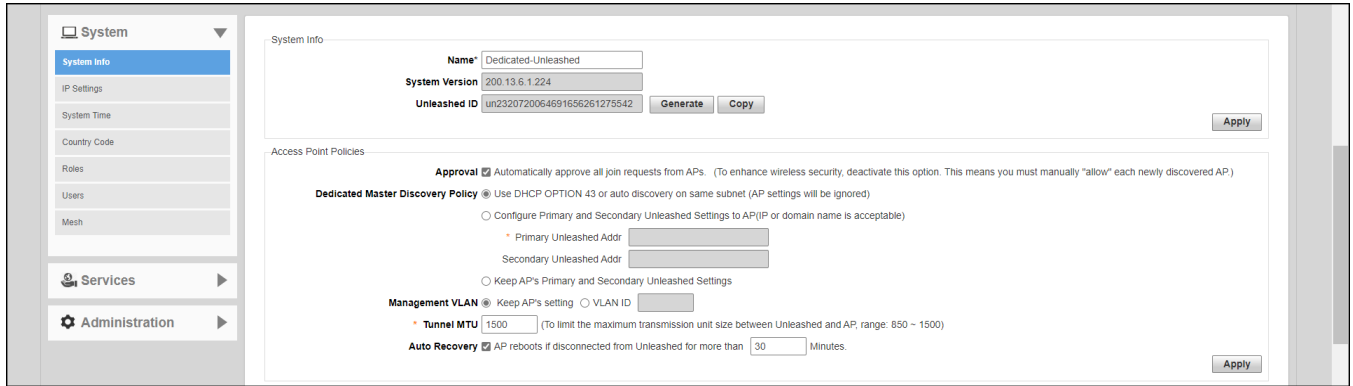 System
System Info
IP Settings
System Time
Country Code
Roles
Users
Mesh
Services
Administration
System Info
Name* Dedicated-Unleashed
System Version 200.13.6.1.224
Unleashed ID un2320720064691656261275542 Generate Copy
Apply
Access Point Policies
Approval Automatically approve all join requests from APs. (To enhance wireless security, deactivate this option. This means you must manually "allow" each newly discovered AP.)
Dedicated Master Discovery Policy Use DHCP OPTION 43 or auto discovery on same subnet (AP settings will be ignored)
Configure Primary and Secondary Unleashed Settings to AP(IP or domain name is acceptable)
* Primary Unleashed Addr
Secondary Unleashed Addr
Keep AP's Primary and Secondary Unleashed Settings
Management VLAN Keep AP's setting VLAN ID
* Tunnel MTU 1500 (To limit the maximum transmission unit size between Unleashed and AP, range: 850 ~ 1500)
Auto Recovery AP reboots if disconnected from Unleashed for more than 30 Minutes.
Apply